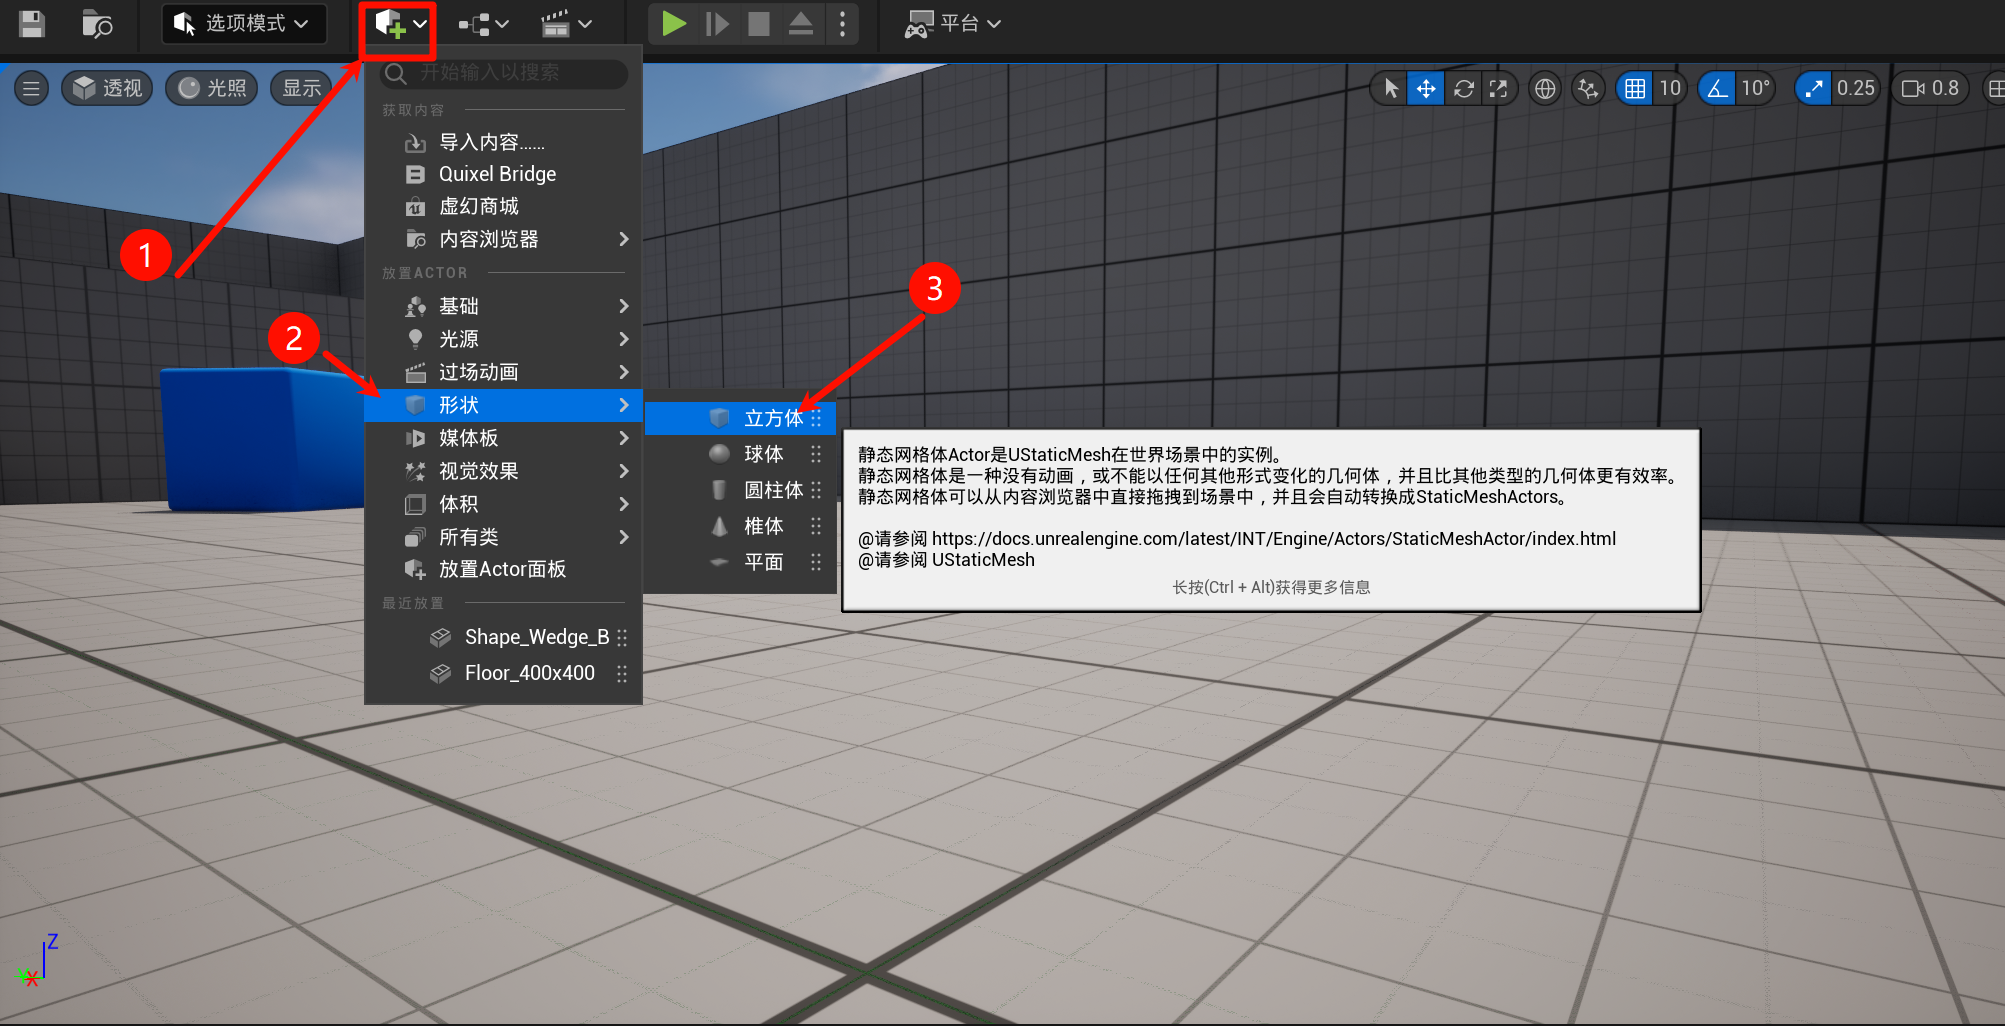 选项模式
平台
透视
光照
显示
10
10°
0.25
0.8
开始输入以搜索
获取内容
导入内容......
Quixel Bridge
虚幻商城
内容浏览器
放置ACTOR
基础
光源
过场动画
形状
媒体板
视觉效果
体积
所有类
放置Actor面板
最近放置
Shape_Wedge_B
Floor_400x400
1
2
3
立方体
球体
圆柱体
椎体
平面
静态网格体Actor是UStaticMesh在世界场景中的实例。
静态网格体是一种没有动画，或不能以任何其他形式变化的几何体，并且比其他类型的几何体更有效率。
静态网格体可以从内容浏览器中直接拖拽到场景中，并且会自动转换成StaticMeshActors。
@请参阅 https://docs.unrealengine.com/latest/INT/Engine/Actors/StaticMeshActor/index.html
@请参阅 UStaticMesh
长按(Ctrl + Alt)获得更多信息
Z
X